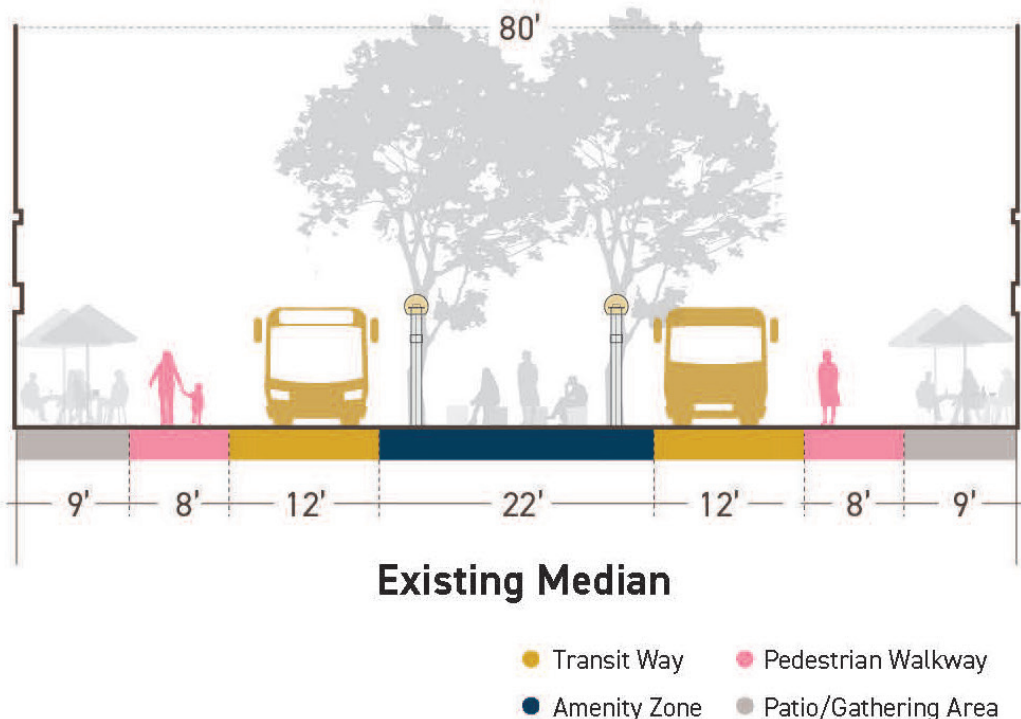 80'
9' 8' 12' 22' 12' 8' 9'
Existing Median
Transit Way Pedestrian Walkway
Amenity Zone Patio/Gathering Area